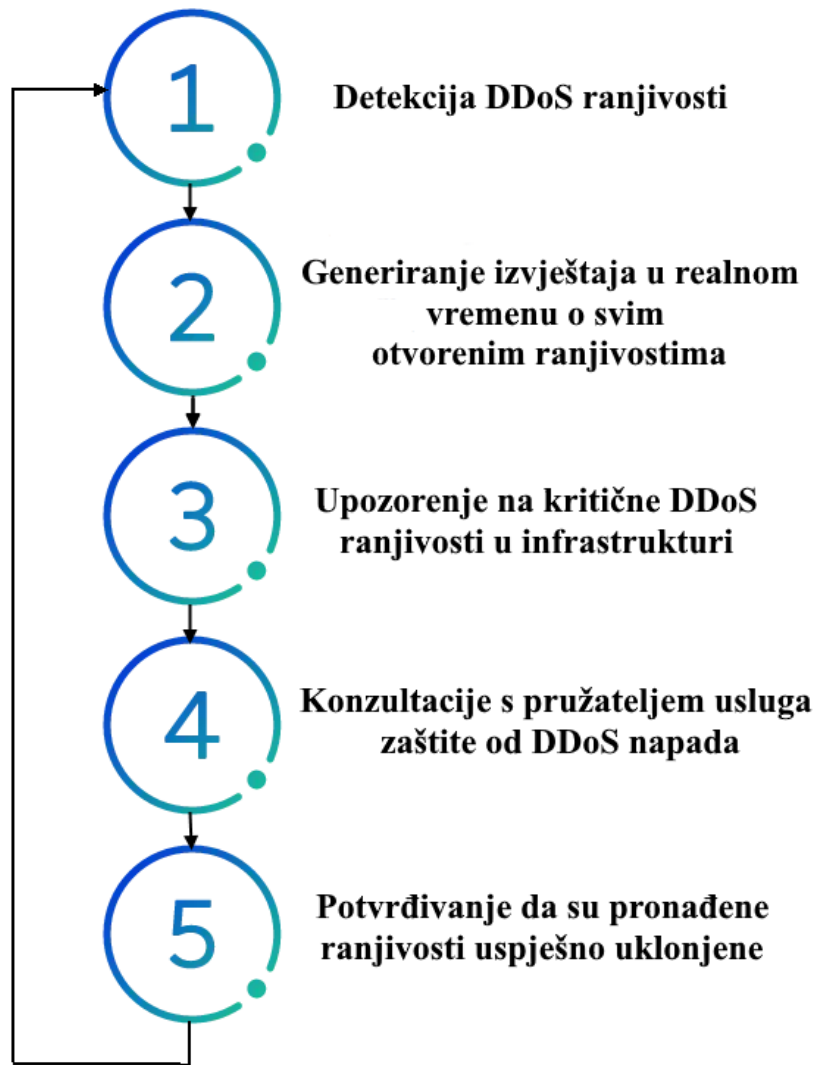 1
Detekcija DDoS ranjivosti
2
Generiranje izvještaja u realnom
vremenu o svim
otvorenim ranjivostima
3
Upozorenje na kritične DDoS
ranjivosti u infrastrukturi
4
Konzultacije s pružateljem usluga
zaštite od DDoS napada
5
Potvrđivanje da su pronađene
ranjivosti uspješno uklonjene